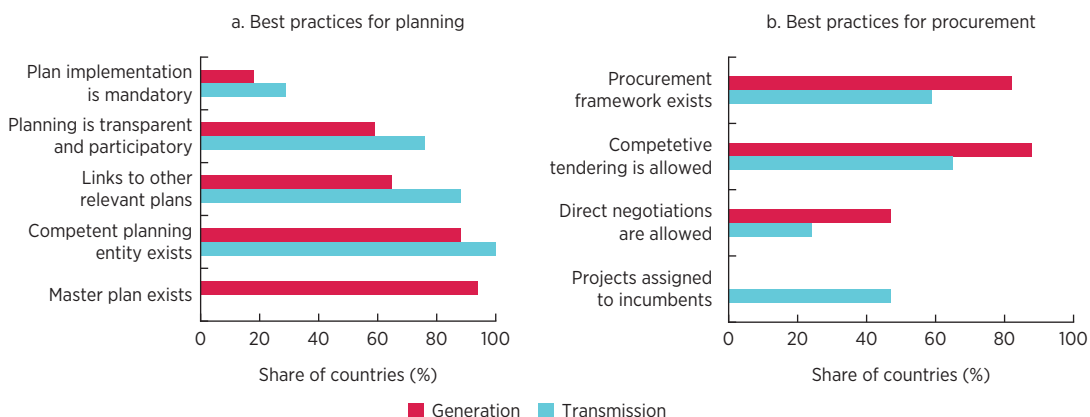 a. Best practices for planning
Plan implementation
is mandatory
Planning is transparent
and participatory
Links to other
relevant plans
Competent planning
entity exists
Master plan exists
0 20 40 60 80 100
Share of countries (%)
b. Best practices for procurement
Procurement
framework exists
Competetive
tendering is allowed
Direct negotiations
are allowed
Projects assigned
to incumbents
0 20 40 60 80 100
Share of countries (%)
Generation Transmission